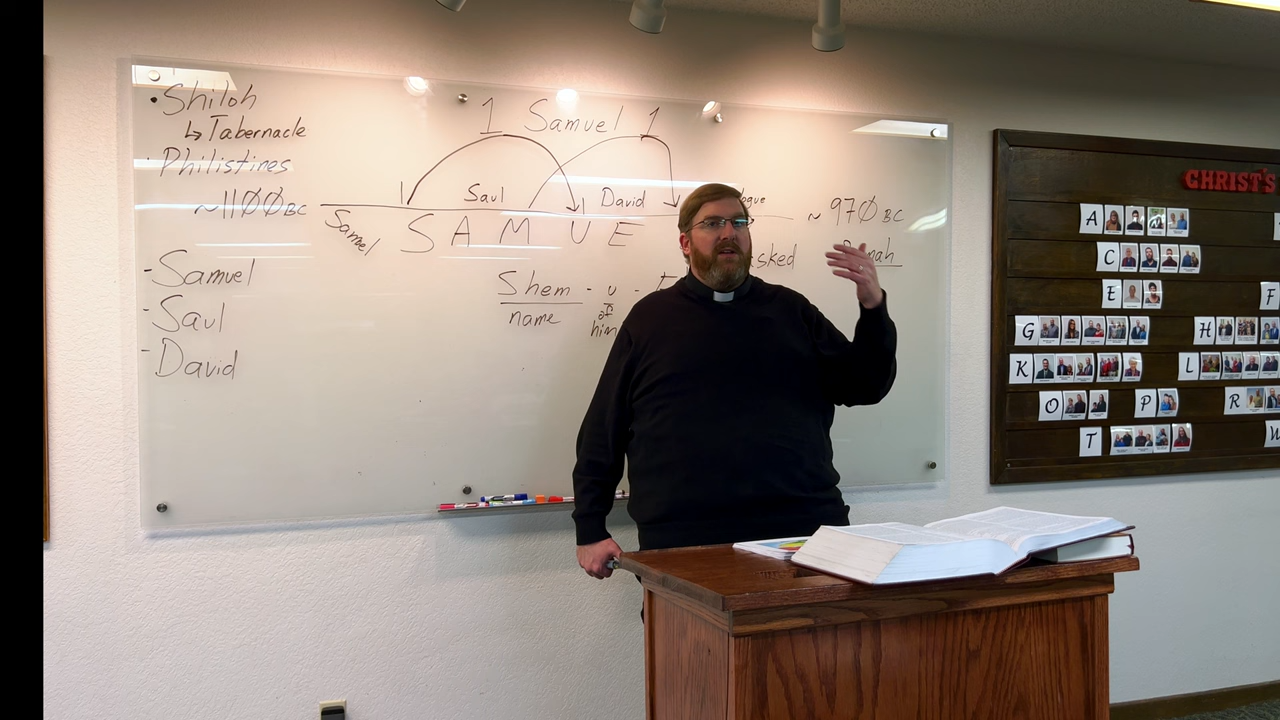 • Shiloh
↳ Tabernacle
• Philistines
~1100 BC
- Samuel
- Saul
- David
1 Samuel 1
Saul David
Samuel
S A M U E
Shem - u -
name of him
~ 970 BC
CHRIST'S
A
C
E F
G H
K L
O P R
T W